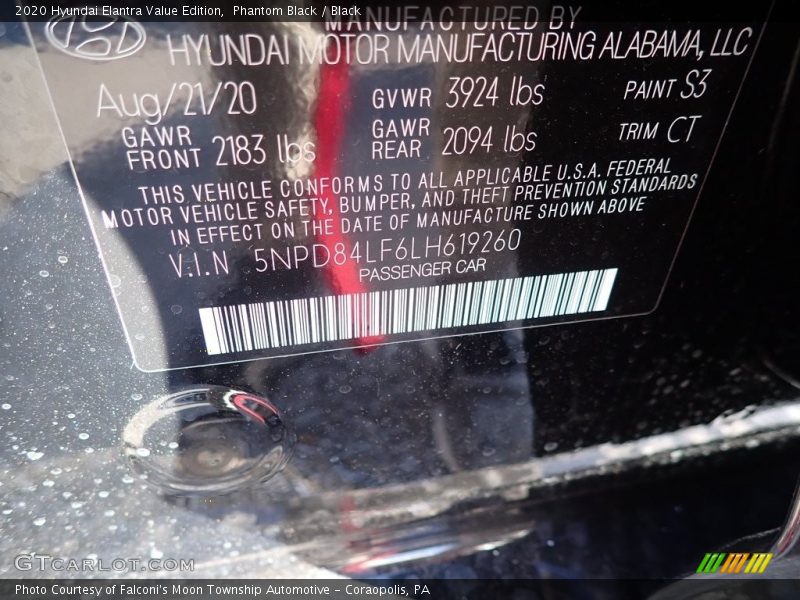 2020 Hyundai Elantra Value Edition, Phantom Black / Black
MANUFACTURED BY
HYUNDAI MOTOR MANUFACTURING ALABAMA, LLC
Aug/21/20 GVWR 3924 lbs PAINT S3
GAWR FRONT 2183 lbs GAWR REAR 2094 lbs TRIM CT
THIS VEHICLE CONFORMS TO ALL APPLICABLE U.S.A. FEDERAL
MOTOR VEHICLE SAFETY, BUMPER, AND THEFT PREVENTION STANDARDS
IN EFFECT ON THE DATE OF MANUFACTURE SHOWN ABOVE
V.I.N 5NPD84LF6LH619260
PASSENGER CAR
GTCARLOT.COM
Photo Courtesy of Falconi's Moon Township Automotive - Coraopolis, PA